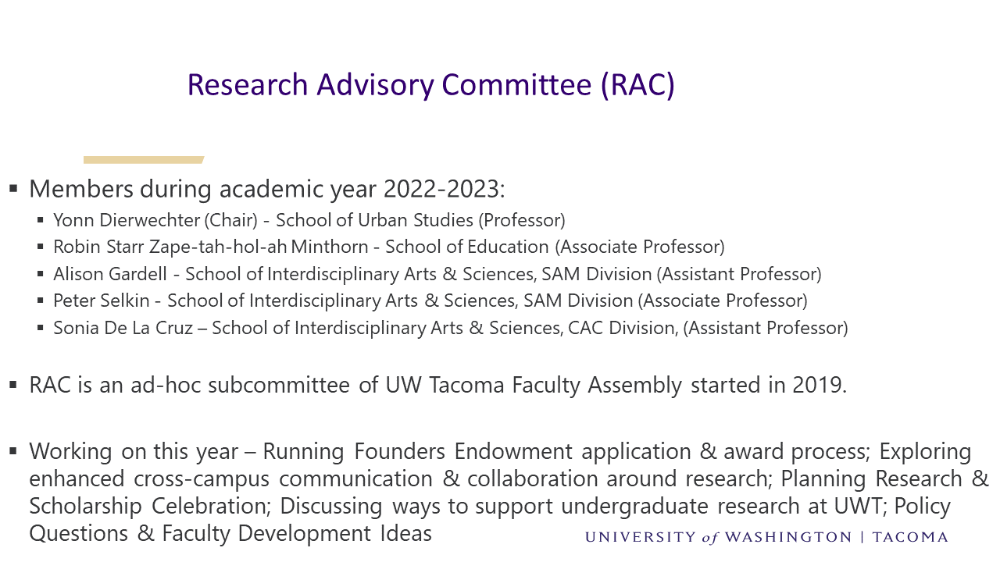 Research Advisory Committee (RAC)
▪ Members during academic year 2022-2023:
▪ Yonn Dierwechter (Chair) - School of Urban Studies (Professor)
▪ Robin Starr Zape-tah-hol-ah Minthorn - School of Education (Associate Professor)
▪ Alison Gardell - School of Interdisciplinary Arts & Sciences, SAM Division (Assistant Professor)
▪ Peter Selkin - School of Interdisciplinary Arts & Sciences, SAM Division (Associate Professor)
▪ Sonia De La Cruz – School of Interdisciplinary Arts & Sciences, CAC Division, (Assistant Professor)
▪ RAC is an ad-hoc subcommittee of UW Tacoma Faculty Assembly started in 2019.
▪ Working on this year – Running Founders Endowment application & award process; Exploring
enhanced cross-campus communication & collaboration around research; Planning Research &
Scholarship Celebration; Discussing ways to support undergraduate research at UWT; Policy
Questions & Faculty Development Ideas
UNIVERSITY of WASHINGTON | TACOMA